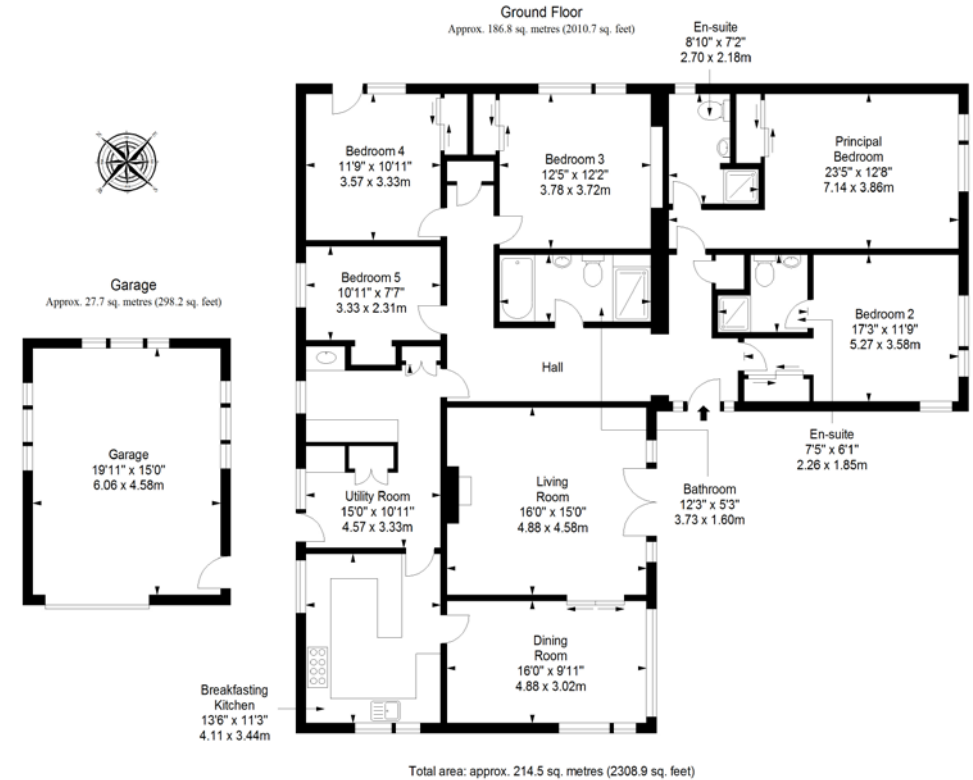 Ground Floor
Approx. 186.8 sq. metres (2010.7 sq. feet)
En-suite
8'10" x 7'2"
2.70 x 2.18m
Bedroom 4
11'9" x 10'11"
3.57 x 3.33m
Bedroom 3
12'5" x 12'2"
3.78 x 3.72m
Principal
Bedroom
23'5" x 12'8"
7.14 x 3.86m
Bedroom 5
10'11" x 7'7"
3.33 x 2.31m
Garage
Approx. 27.7 sq. metres (298.2 sq. feet)
Bedroom 2
17'3" x 11'9"
5.27 x 3.58m
Hall
En-suite
7'5" x 6'1"
2.26 x 1.85m
Garage
19'11" x 15'0"
6.06 x 4.58m
Utility Room
15'0" x 10'11"
4.57 x 3.33m
Living
Room
16'0" x 15'0"
4.88 x 4.58m
Bathroom
12'3" x 5'3"
3.73 x 1.60m
Dining
Room
16'0" x 9'11"
4.88 x 3.02m
Breakfasting
Kitchen
13'6" x 11'3"
4.11 x 3.44m
Total area: approx. 214.5 sq. metres (2308.9 sq. feet)